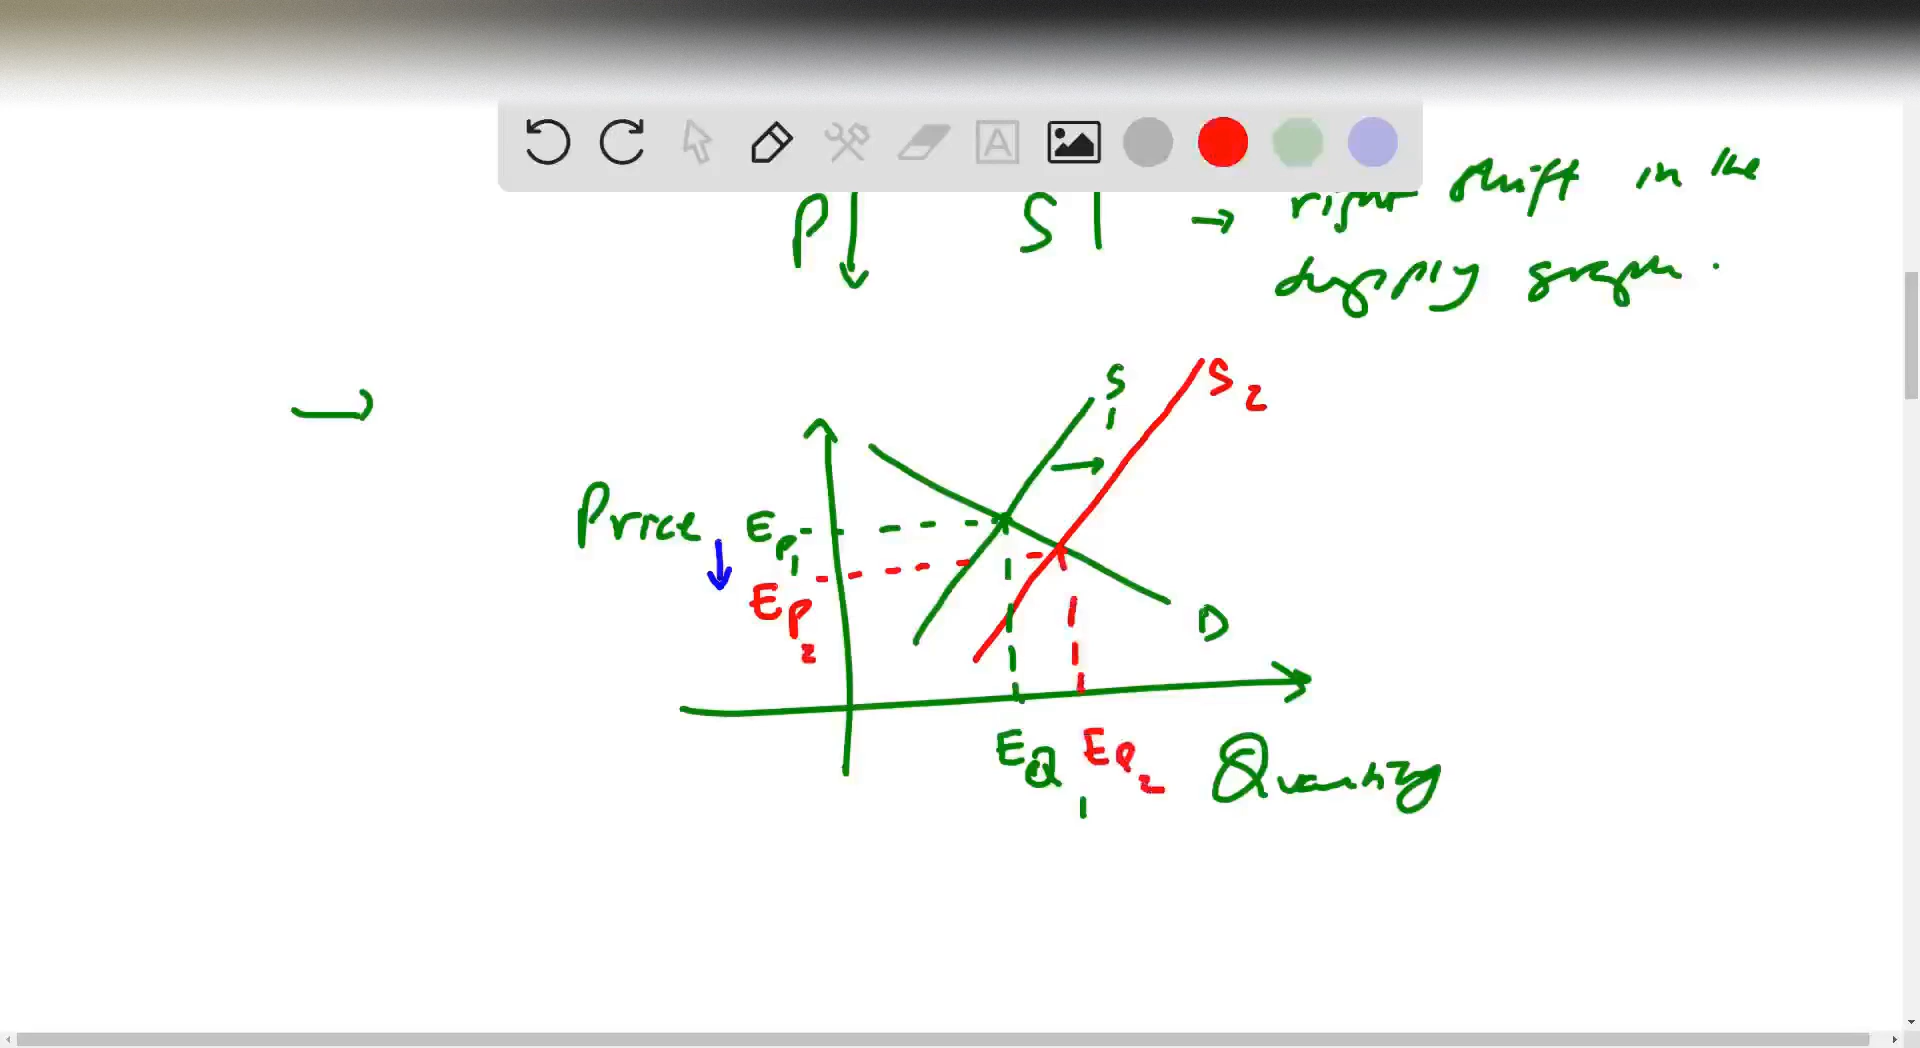 A
right shift in the
P↓ S → supply graph.
S1
S2
Price ↓
EP1
EP2
D
EQ1 EQ2 Quantity